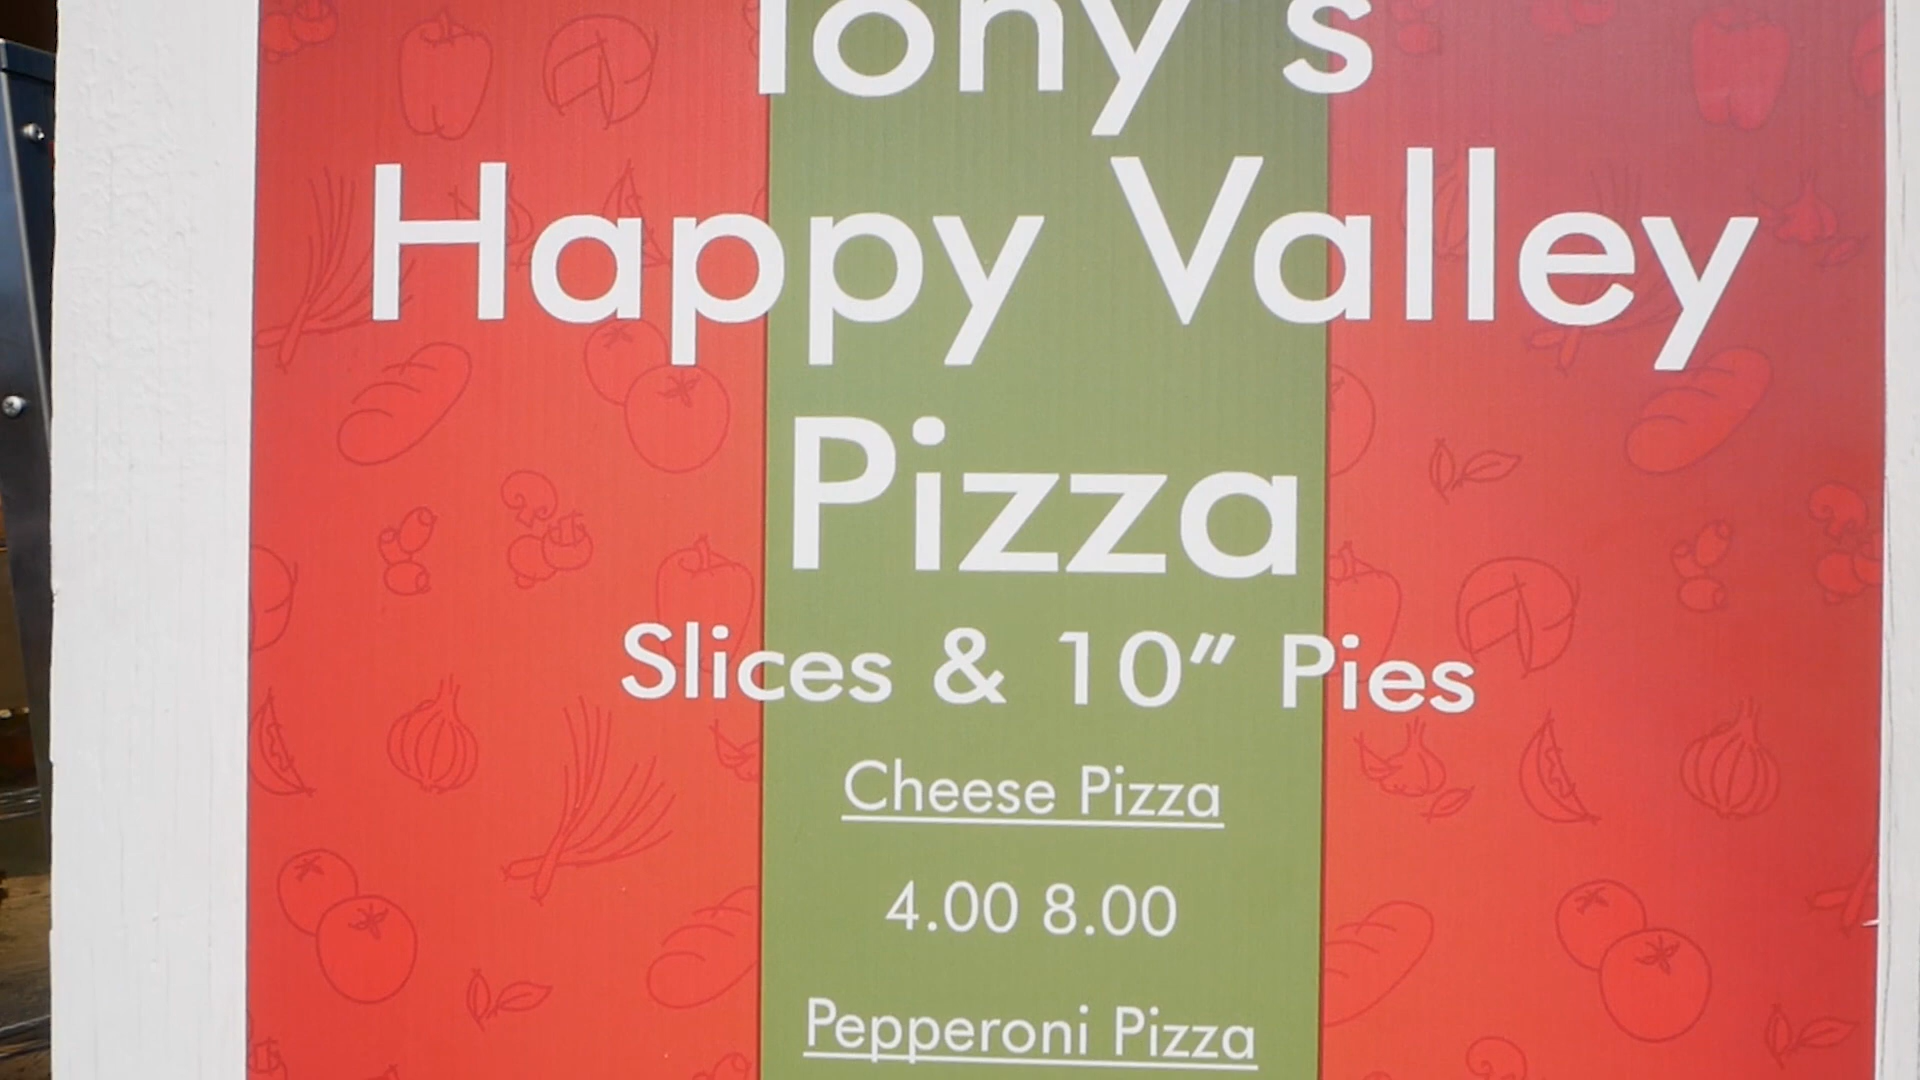 Tony's
Happy Valley
Pizza
Slices & 10" Pies
Cheese Pizza
4.00 8.00
Pepperoni Pizza